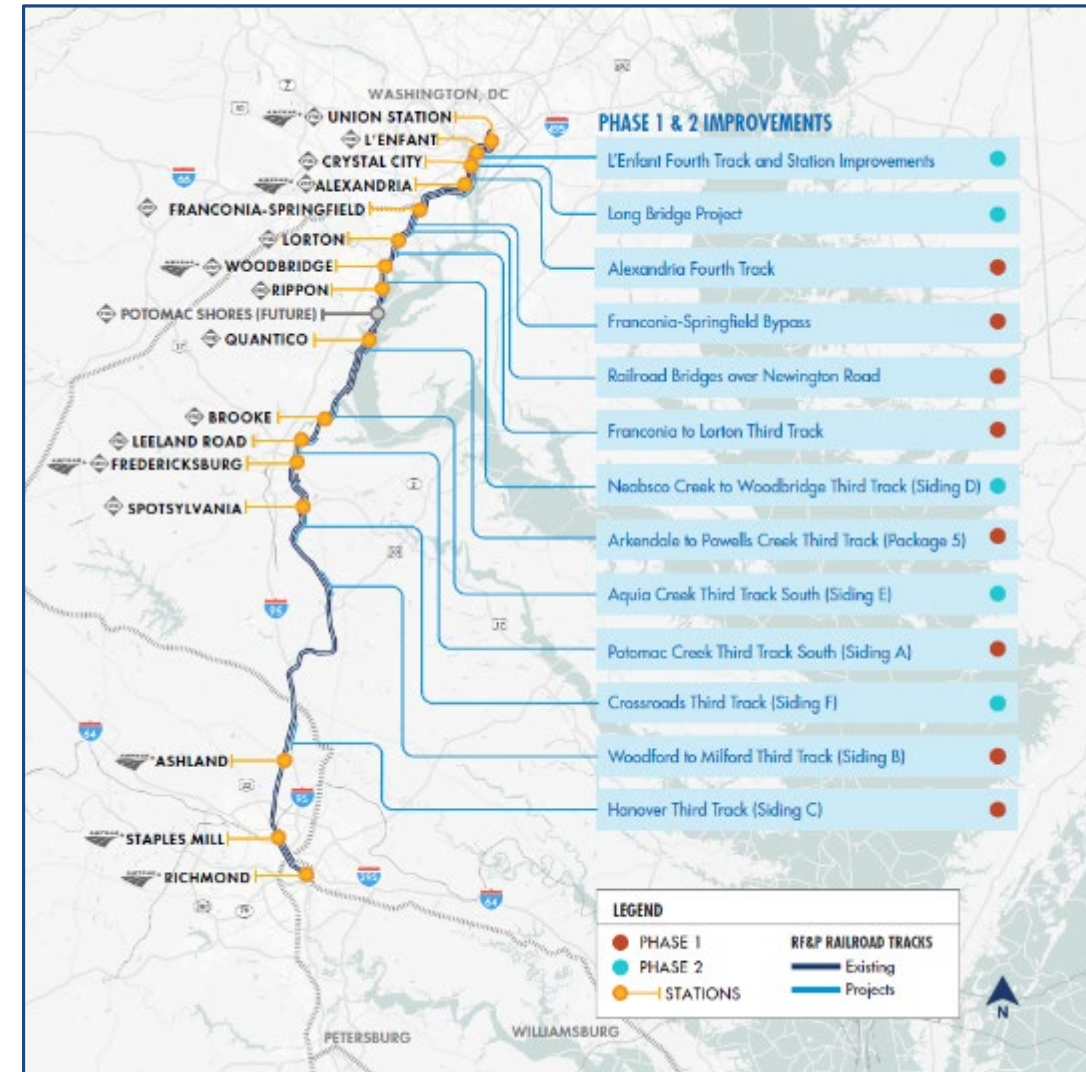 WASHINGTON, DC
UNION STATION
L'ENFANT
CRYSTAL CITY
ALEXANDRIA
FRANCONIA-SPRINGFIELD
LORTON
WOODBRIDGE
RIPPON
POTOMAC SHORES (FUTURE)
QUANTICO
BROOKE
LEELAND ROAD
FREDERICKSBURG
SPOTSYLVANIA
ASHLAND
STAPLES MILL
RICHMOND
PETERSBURG
WILLIAMSBURG
66
95
64
95
64
PHASE 1 & 2 IMPROVEMENTS
L'Enfant Fourth Track and Station Improvements
Long Bridge Project
Alexandria Fourth Track
Franconia-Springfield Bypass
Railroad Bridges over Newington Road
Franconia to Lorton Third Track
Neabsco Creek to Woodbridge Third Track (Siding D)
Arkendale to Powells Creek Third Track (Package 5)
Aquia Creek Third Track South (Siding E)
Potomac Creek Third Track South (Siding A)
Crossroads Third Track (Siding F)
Woodford to Milford Third Track (Siding B)
Hanover Third Track (Siding C)
LEGEND
PHASE 1
PHASE 2
STATIONS
RF&P RAILROAD TRACKS
Existing
Projects
N